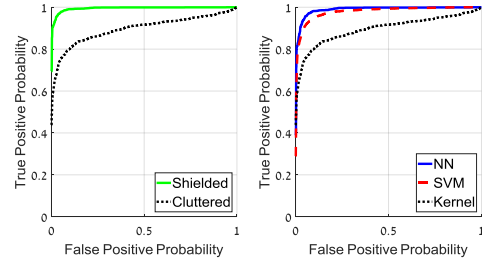 1
0.8
0.6
0.4
0.2
0
0
0.5
1
True Positive Probability
False Positive Probability
Shielded
Cluttered
1
0.8
0.6
0.4
0.2
0
0
0.5
1
True Positive Probability
False Positive Probability
NN
SVM
Kernel